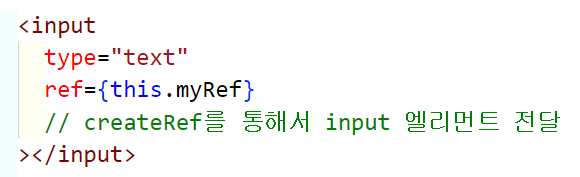 <input
type="text"
ref={this.myRef}
// createRef를 통해서 input 엘리먼트 전달
></input>